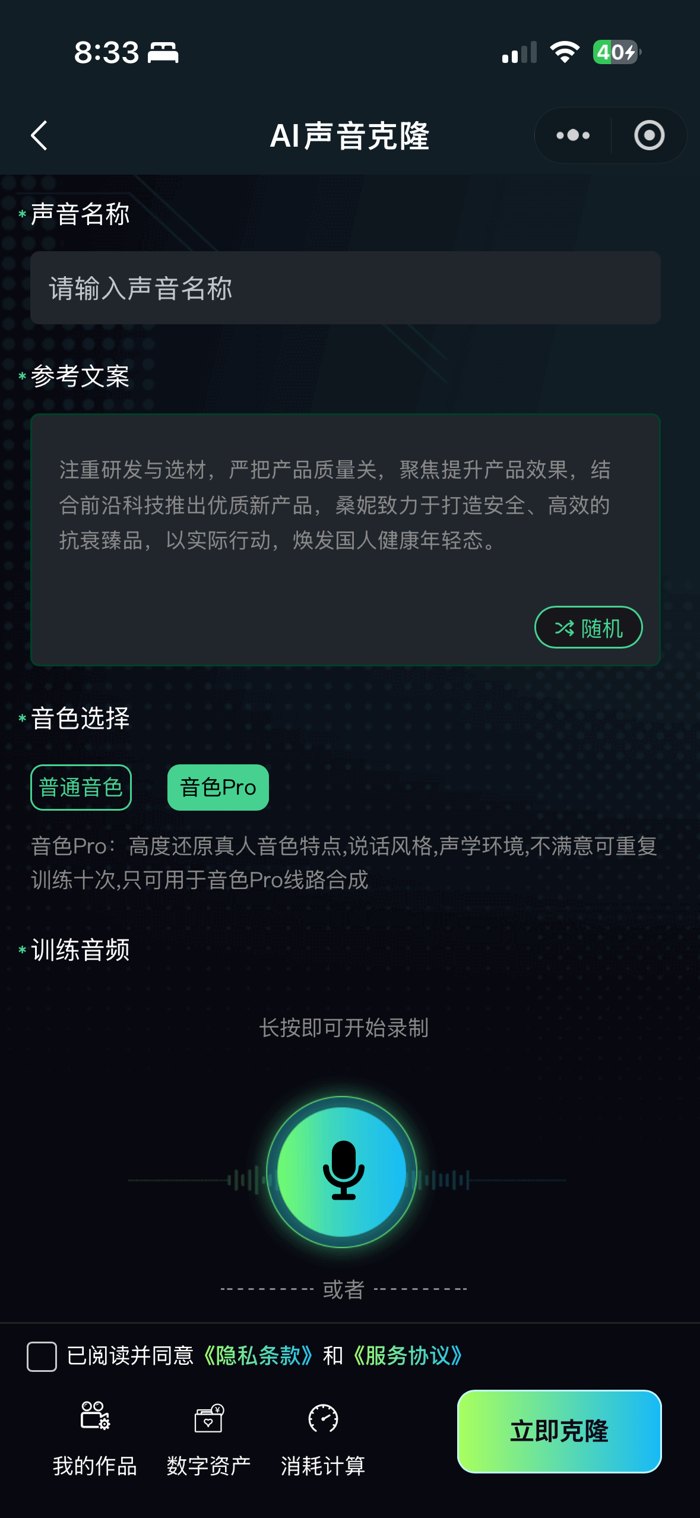 8:33
40
AI声音克隆
*声音名称
请输入声音名称
*参考文案
注重研发与选材，严把产品质量关，聚焦提升产品效果，结
合前沿科技推出优质新产品，桑妮致力于打造安全、高效的
抗衰臻品，以实际行动，焕发国人健康年轻态。
随机
*音色选择
普通音色
音色Pro
音色Pro：高度还原真人音色特点,说话风格,声学环境,不满意可重复
训练十次,只可用于音色Pro线路合成
*训练音频
长按即可开始录制
---------- 或者 ----------
已阅读并同意《隐私条款》和《服务协议》
我的作品
数字资产
消耗计算
立即克隆